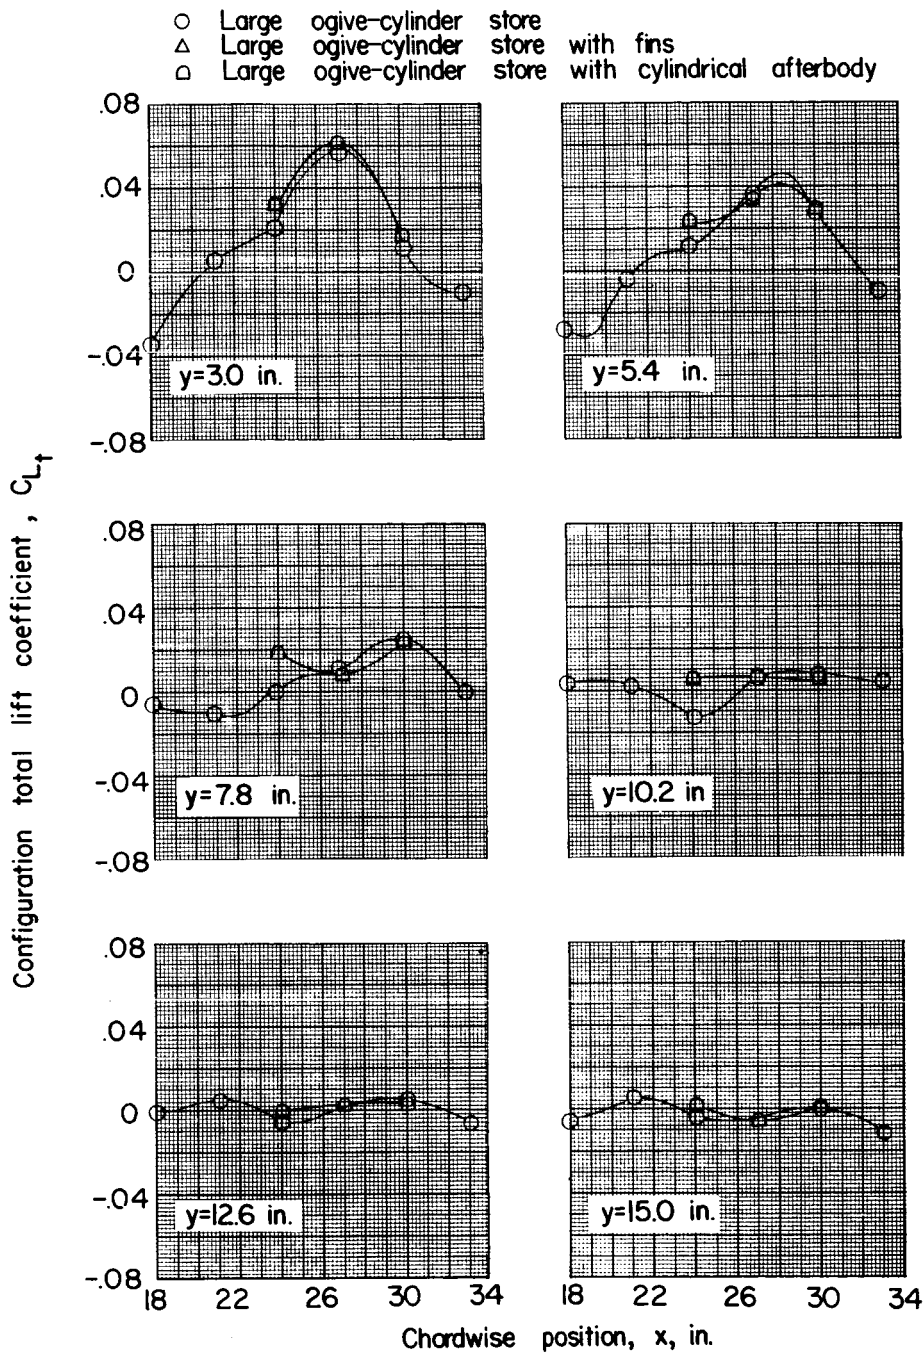 ○ Large ogive-cylinder store
△ Large ogive-cylinder store with fins
⌓ Large ogive-cylinder store with cylindrical afterbody
.08
.04
0
-.04
-.08
y=3.0 in.
y=5.4 in.
Configuration total lift coefficient, C_Lt
.08
.04
0
-.04
-.08
y=7.8 in.
y=10.2 in
.08
.04
0
-.04
-.08
y=12.6 in.
y=15.0 in.
18 22 26 30 34 18 22 26 30 34
Chordwise position, x, in.